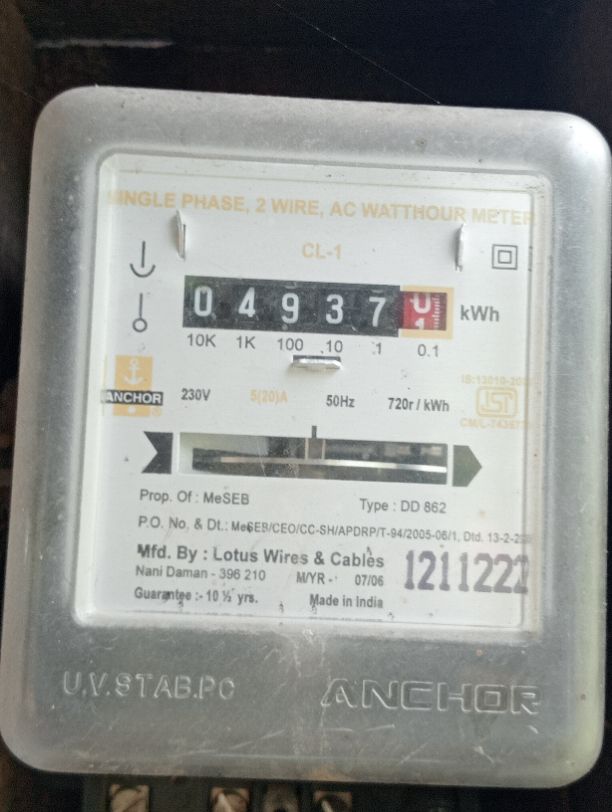 SINGLE PHASE, 2 WIRE, AC WATTHOUR METER
CL-1
0 4 9 3 7 0 1 kWh
10K 1K 100 10 1 0.1
ANCHOR ®
230V 5(20)A 50Hz 720r / kWh
Prop. Of : MeSEB Type : DD 862
P.O. No, & Dt.: MeSEB/CEO/CC-SH/APDRP/T-94/2005-06/1, Dtd. 13-2-
Mfd. By : Lotus Wires & Cables
Nani Daman - 396 210 M/YR - 07/06
Guarantee :- 10 ½ yrs. Made in India
1211222
U.V.STAB.PC ANCHOR